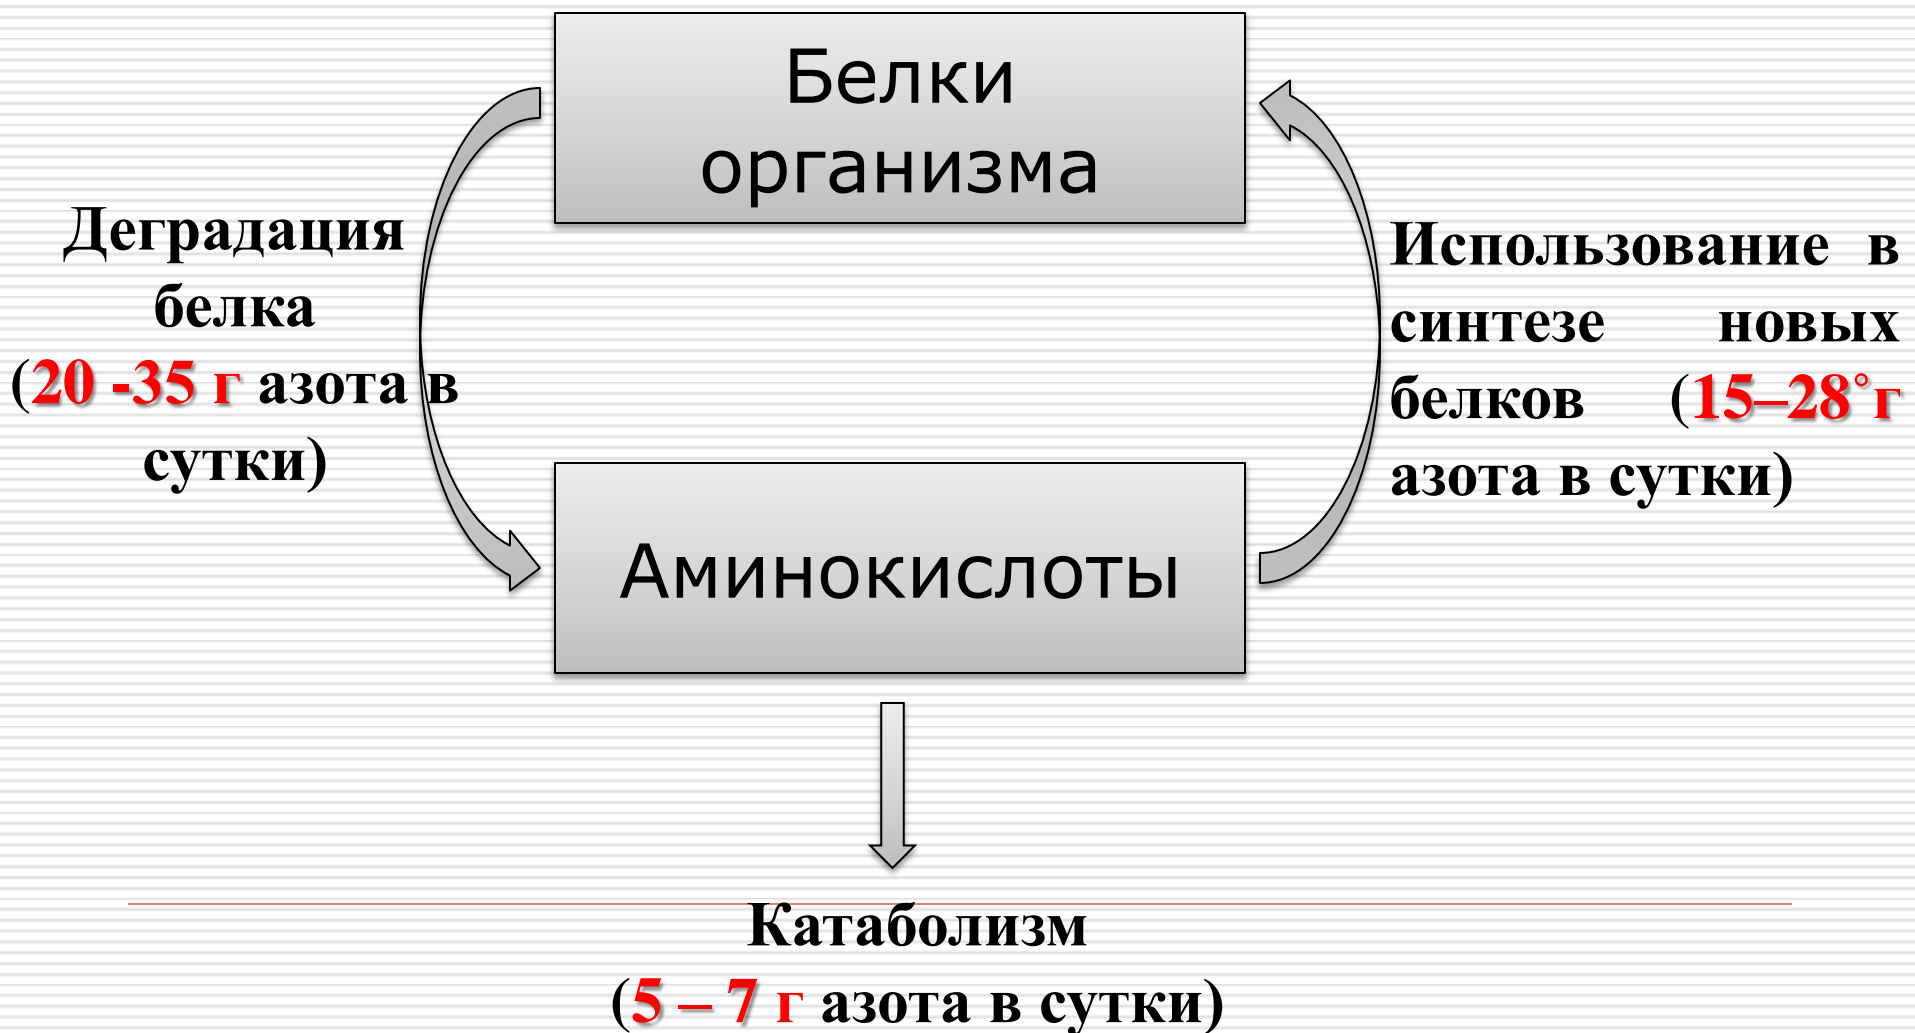 Белки
организма
Деградация
белка
(20 -35 г азота в
сутки)
Использование в
синтезе новых
белков (15–28˚г
азота в сутки)
Аминокислоты
Катаболизм
(5 – 7 г азота в сутки)